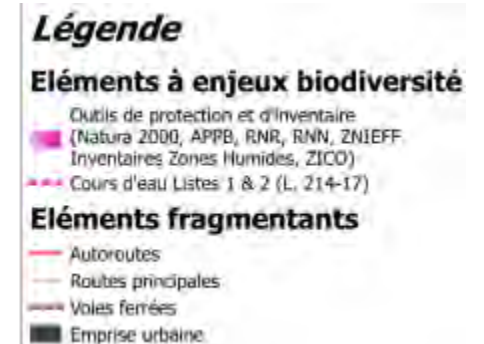 Légende
Eléments à enjeux biodiversité
Outils de protection et d'inventaire
(Natura 2000, APPB, RNR, RNN, ZNIEFF
Inventaires Zones Humides, ZICO)
Cours d'eau Listes 1 & 2 (L. 214-17)
Eléments fragmentants
Autoroutes
Routes principales
Voies ferrées
Emprise urbaine